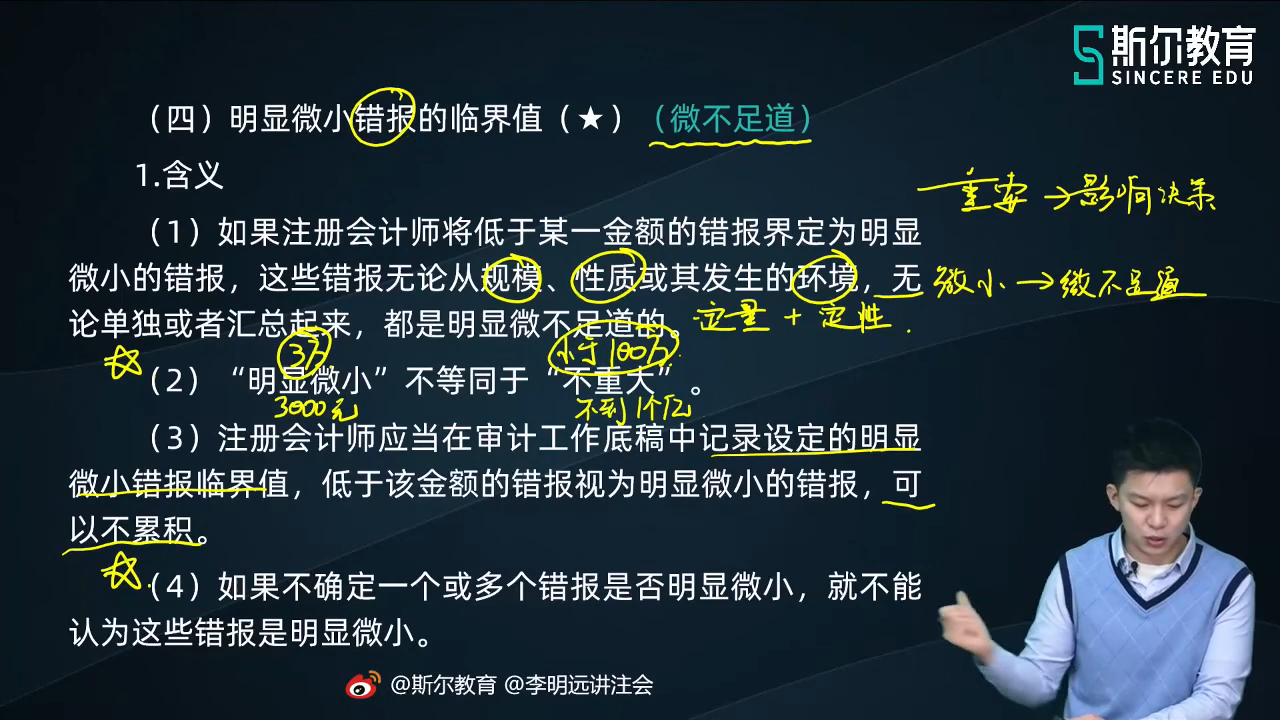 斯尔教育
SINCERE EDU
（四）明显微小错报的临界值（★）（微不足道）
1.含义
重要→影响决策
（1）如果注册会计师将低于某一金额的错报界定为明显
微小的错报，这些错报无论从规模、性质或其发生的环境，无
微小→微不足道
论单独或者汇总起来，都是明显微不足道的。
定量+定性.
3万
小于100万
（2）“明显微小”不等同于“不重大”。
3000元
不到1个亿
（3）注册会计师应当在审计工作底稿中记录设定的明显
微小错报临界值，低于该金额的错报视为明显微小的错报，可
以不累积。
（4）如果不确定一个或多个错报是否明显微小，就不能
认为这些错报是明显微小。
@斯尔教育 @李明远讲注会